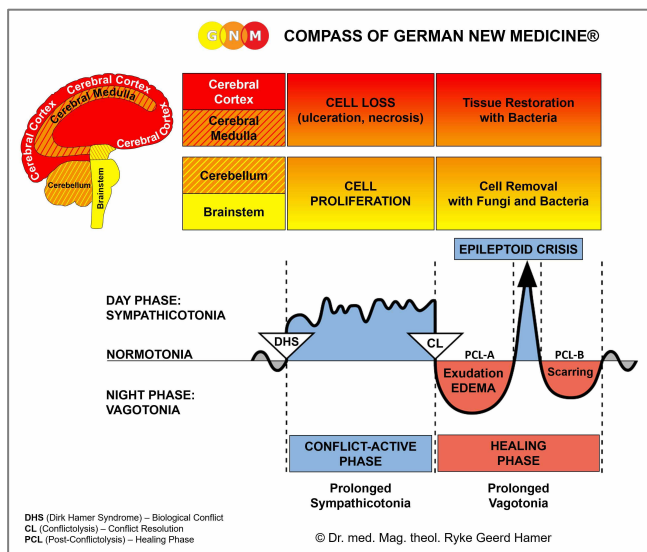 G N M COMPASS OF GERMAN NEW MEDICINE®
Cerebral Cortex
Cerebral Cortex
Cerebral Medulla
Cerebral Cortex
Cerebellum
Brainstem
Cerebral
Cortex
Cerebral
Medulla
CELL LOSS
(ulceration, necrosis)
Tissue Restoration
with Bacteria
Cerebellum
Brainstem
CELL
PROLIFERATION
Cell Removal
with Fungi and Bacteria
EPILEPTOID CRISIS
DAY PHASE:
SYMPATHICOTONIA
DHS
CL
NORMOTONIA
PCL-A
PCL-B
Exudation
EDEMA
Scarring
NIGHT PHASE:
VAGOTONIA
CONFLICT-ACTIVE
PHASE
HEALING
PHASE
Prolonged
Sympathicotonia
Prolonged
Vagotonia
DHS (Dirk Hamer Syndrome) – Biological Conflict
CL (Conflictolysis) – Conflict Resolution
PCL (Post-Conflictolysis) – Healing Phase
© Dr. med. Mag. theol. Ryke Geerd Hamer